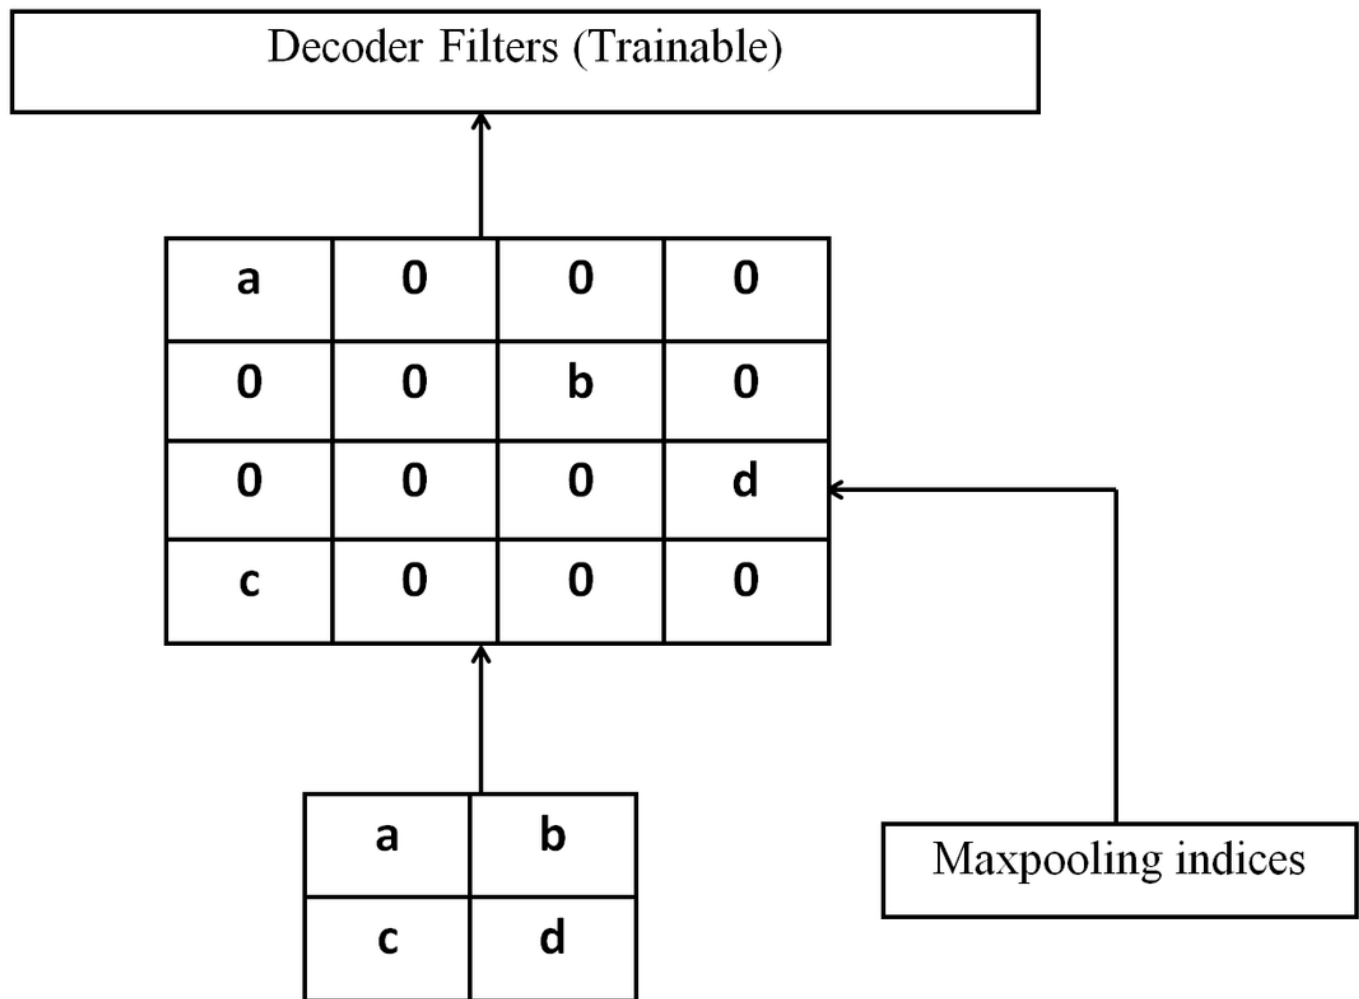 Decoder Filters (Trainable)
a 0 0 0
0 0 b 0
0 0 0 d
c 0 0 0
a b
Maxpooling indices
c d